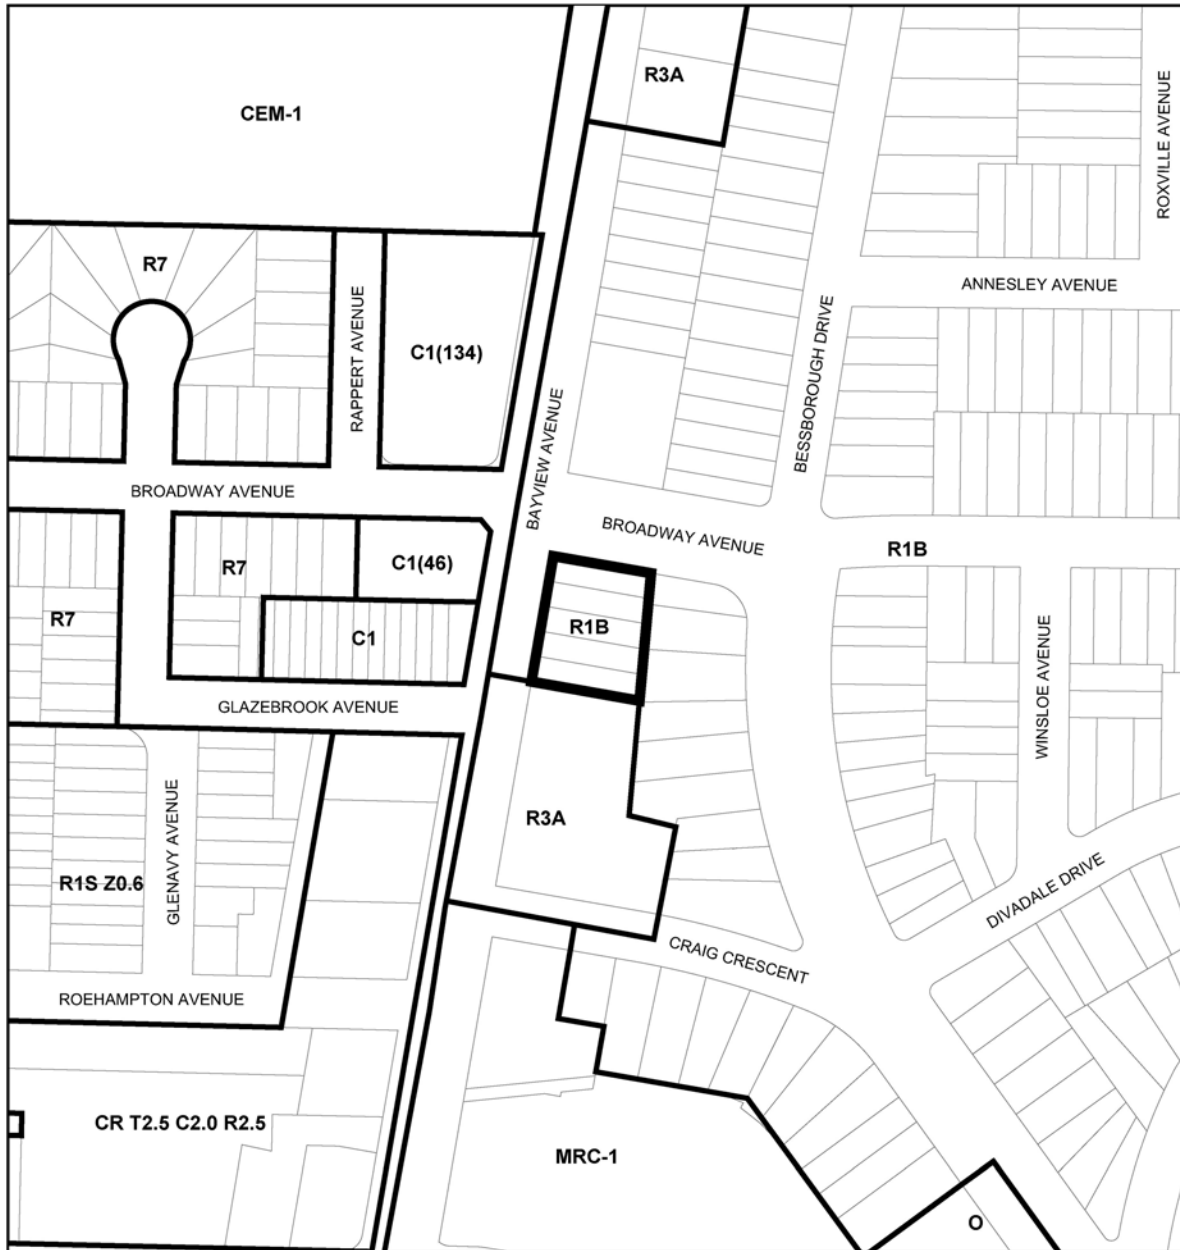 R3A
CEM-1
ROXVILLE AVENUE
R7
ANNESLEY AVENUE
RAPPERT AVENUE
C1(134)
BESSBOROUGH DRIVE
BAYVIEW AVENUE
BROADWAY AVENUE
BROADWAY AVENUE
R1B
C1(46)
R7
R7
R1B
C1
WINSLOE AVENUE
GLAZEBROOK AVENUE
R3A
GLENAVY AVENUE
R1S Z0.6
DIVADALE DRIVE
CRAIG CRESCENT
ROEHAMPTON AVENUE
CR T2.5 C2.0 R2.5
MRC-1
O